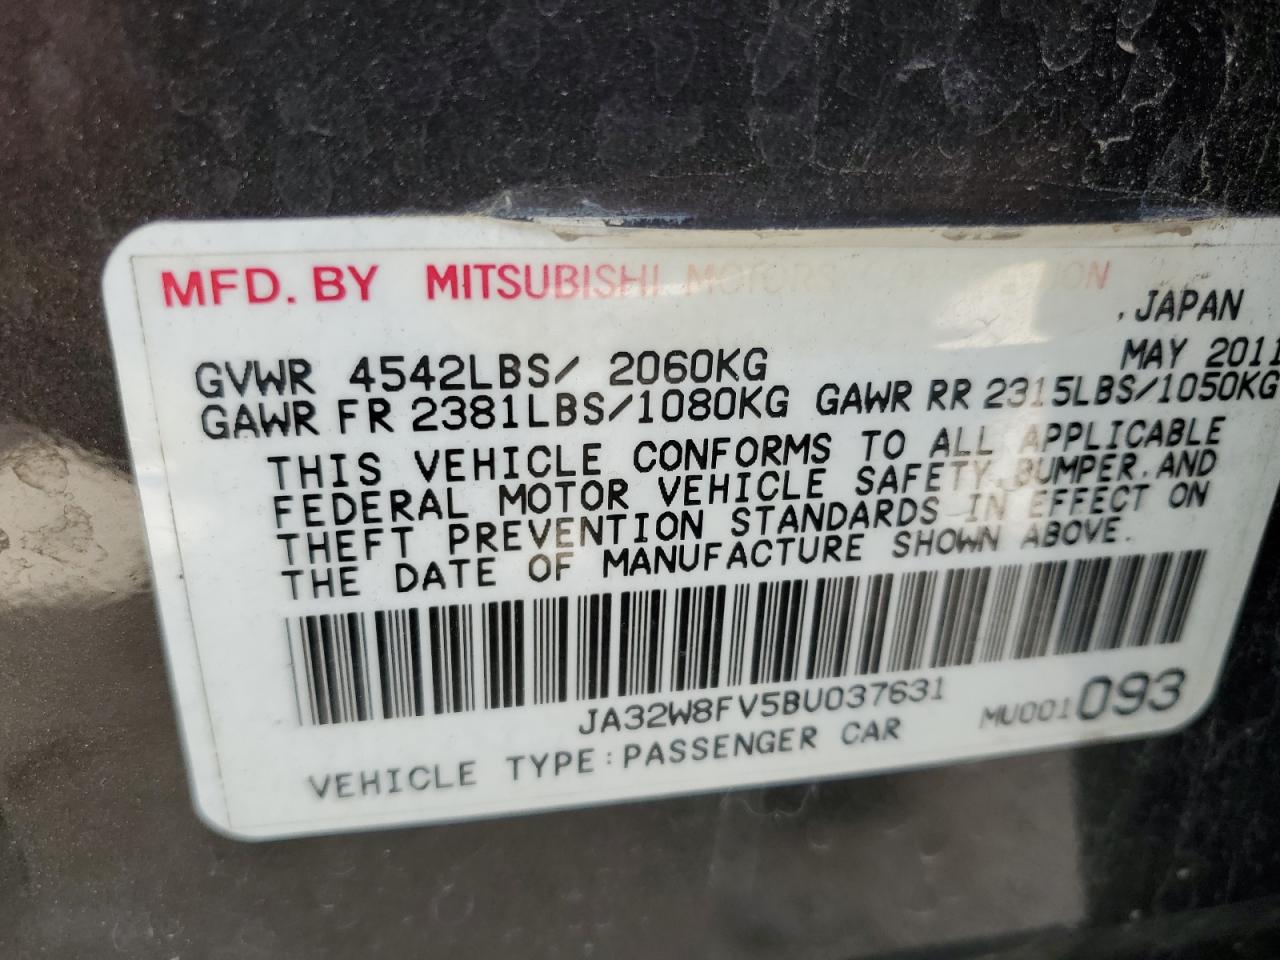 MFD. BY MITSUBISHI MOTORS CORPORATION
, JAPAN
GVWR 4542LBS/ 2060KG MAY 2011
GAWR FR 2381LBS/1080KG GAWR RR 2315LBS/1050KG
THIS VEHICLE CONFORMS TO ALL APPLICABLE
FEDERAL MOTOR VEHICLE SAFETY, BUMPER, AND
THEFT PREVENTION STANDARDS IN EFFECT ON
THE DATE OF MANUFACTURE SHOWN ABOVE.
JA32W8FV5BU037631
MU001093
VEHICLE TYPE:PASSENGER CAR